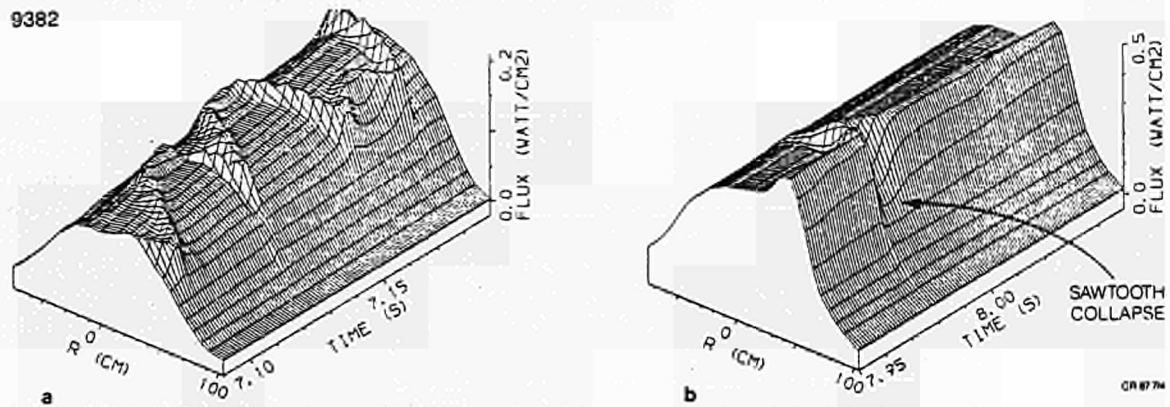 9382
0.2
0.0
FLUX (WATT/CM2)
7.15
TIME (S)
7.10
R (CM)
0
100
a
0.5
0.0
FLUX (WATT/CM2)
SAWTOOTH
COLLAPSE
8.00
TIME (S)
7.95
R (CM)
0
100
b